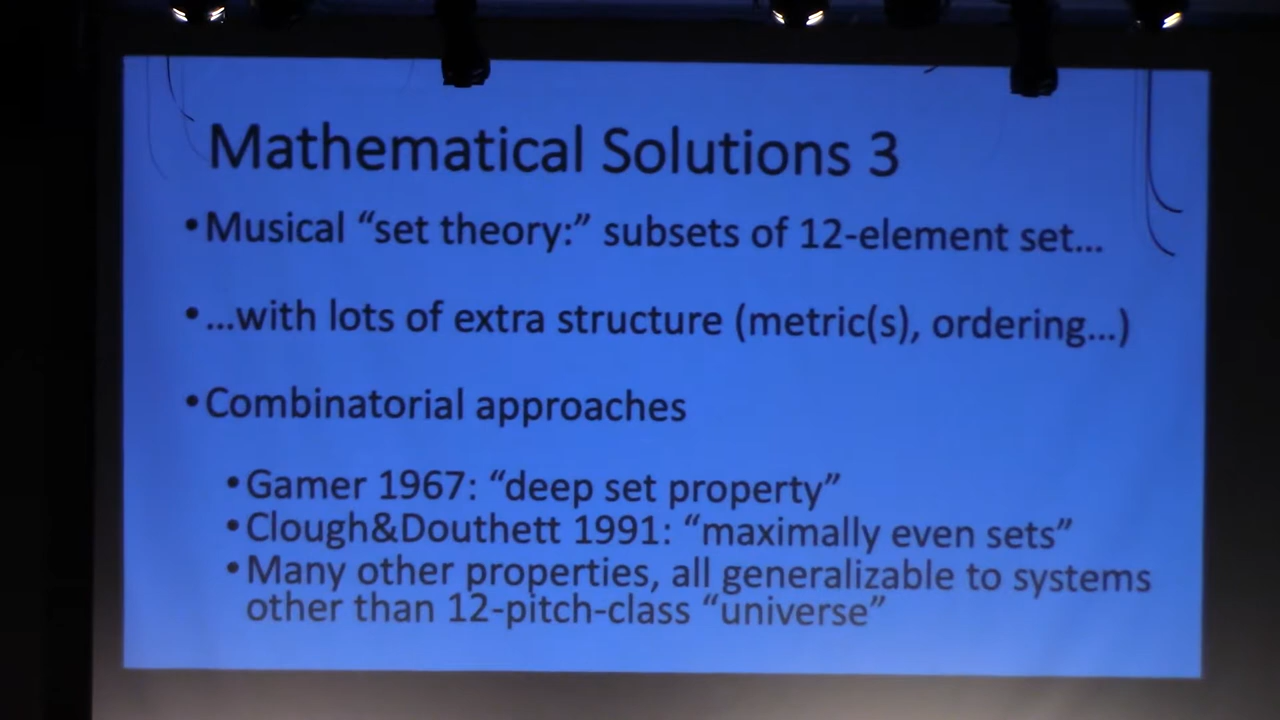 Mathematical Solutions 3
•Musical “set theory:” subsets of 12-element set...
•...with lots of extra structure (metric(s), ordering...)
•Combinatorial approaches
•Gamer 1967: “deep set property”
•Clough&Douthett 1991: “maximally even sets”
•Many other properties, all generalizable to systems
other than 12-pitch-class “universe”